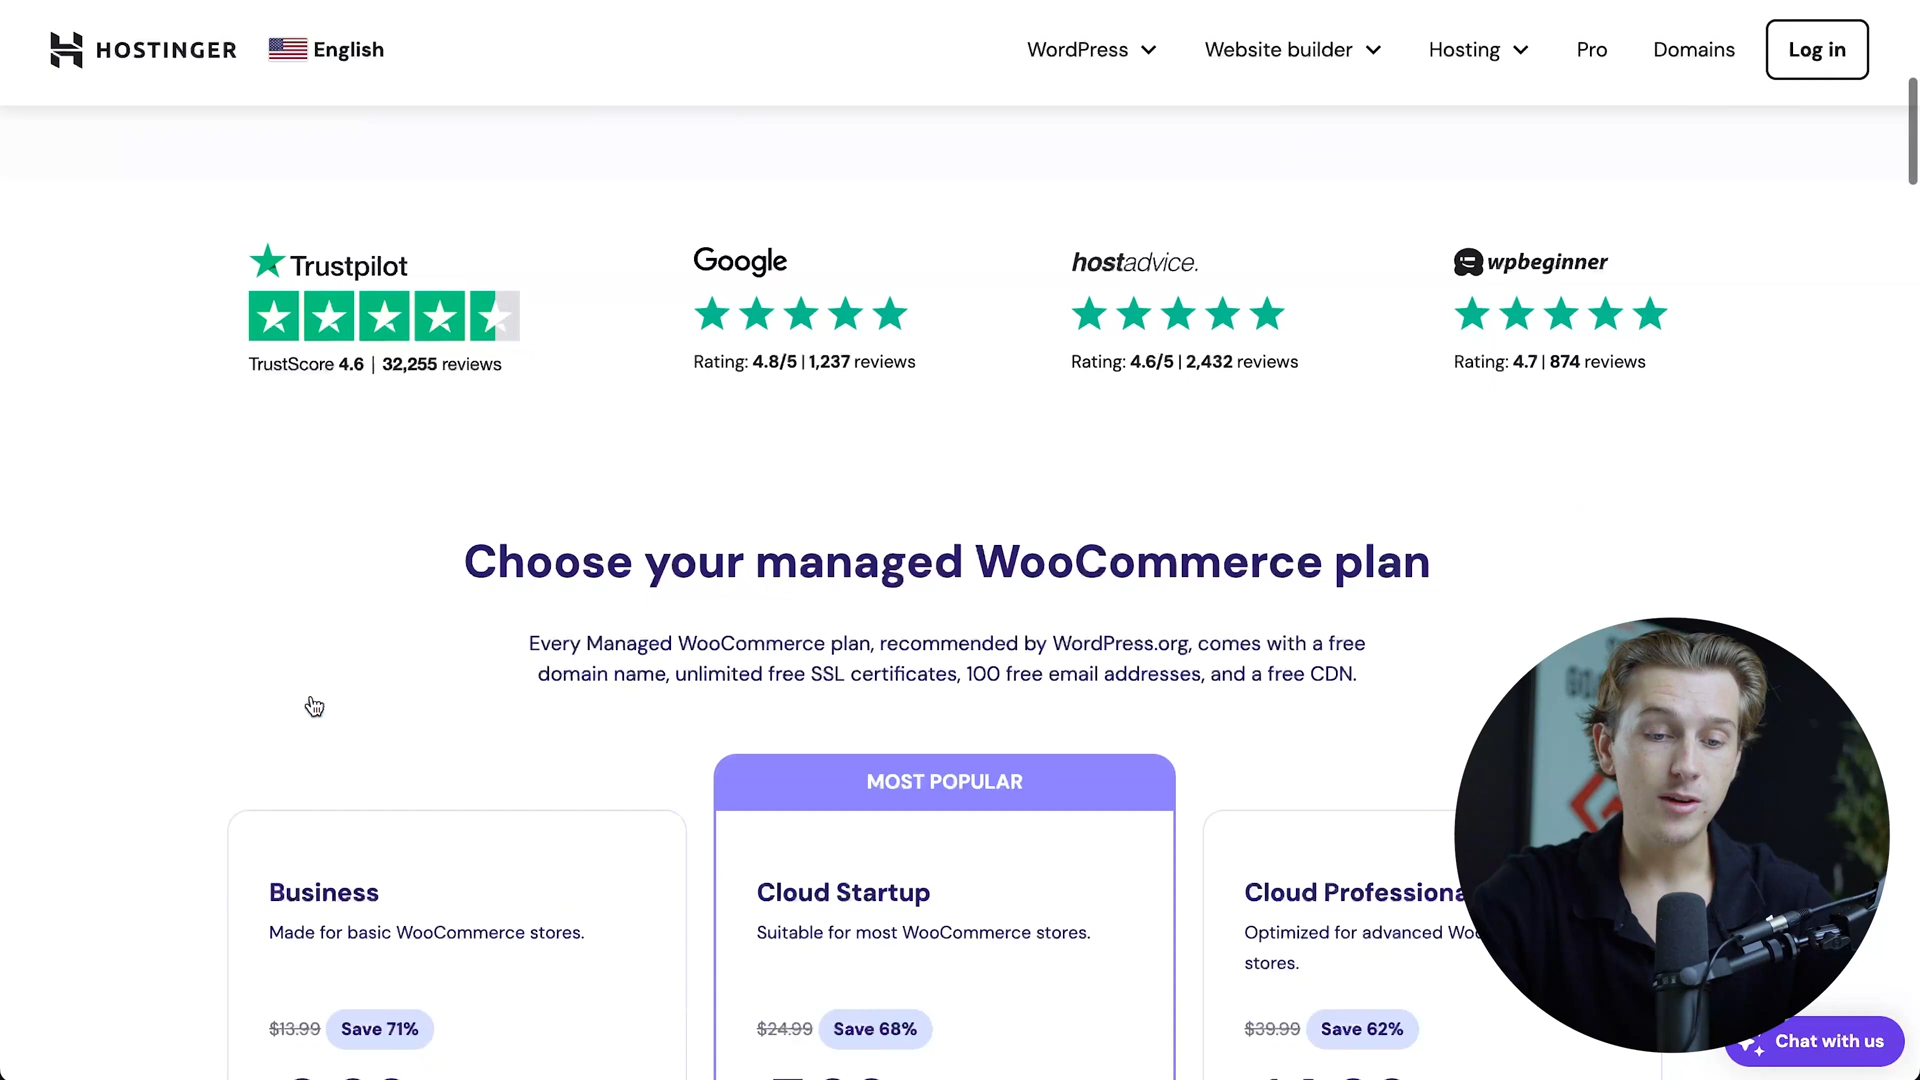 HOSTINGER
English
WordPress
Website builder
Hosting
Pro
Domains
Log in
Trustpilot
TrustScore 4.6 | 32,255 reviews
Google
Rating: 4.8/5 | 1,237 reviews
hostadvice.
Rating: 4.6/5 | 2,432 reviews
wpbeginner
Rating: 4.7 | 874 reviews
Choose your managed WooCommerce plan
Every Managed WooCommerce plan, recommended by WordPress.org, comes with a free
domain name, unlimited free SSL certificates, 100 free email addresses, and a free CDN.
Business
Made for basic WooCommerce stores.
$13.99 Save 71%
MOST POPULAR
Cloud Startup
Suitable for most WooCommerce stores.
$24.99 Save 68%
Cloud Professiona
Optimized for advanced Woo
stores.
$39.99 Save 62%
Chat with us